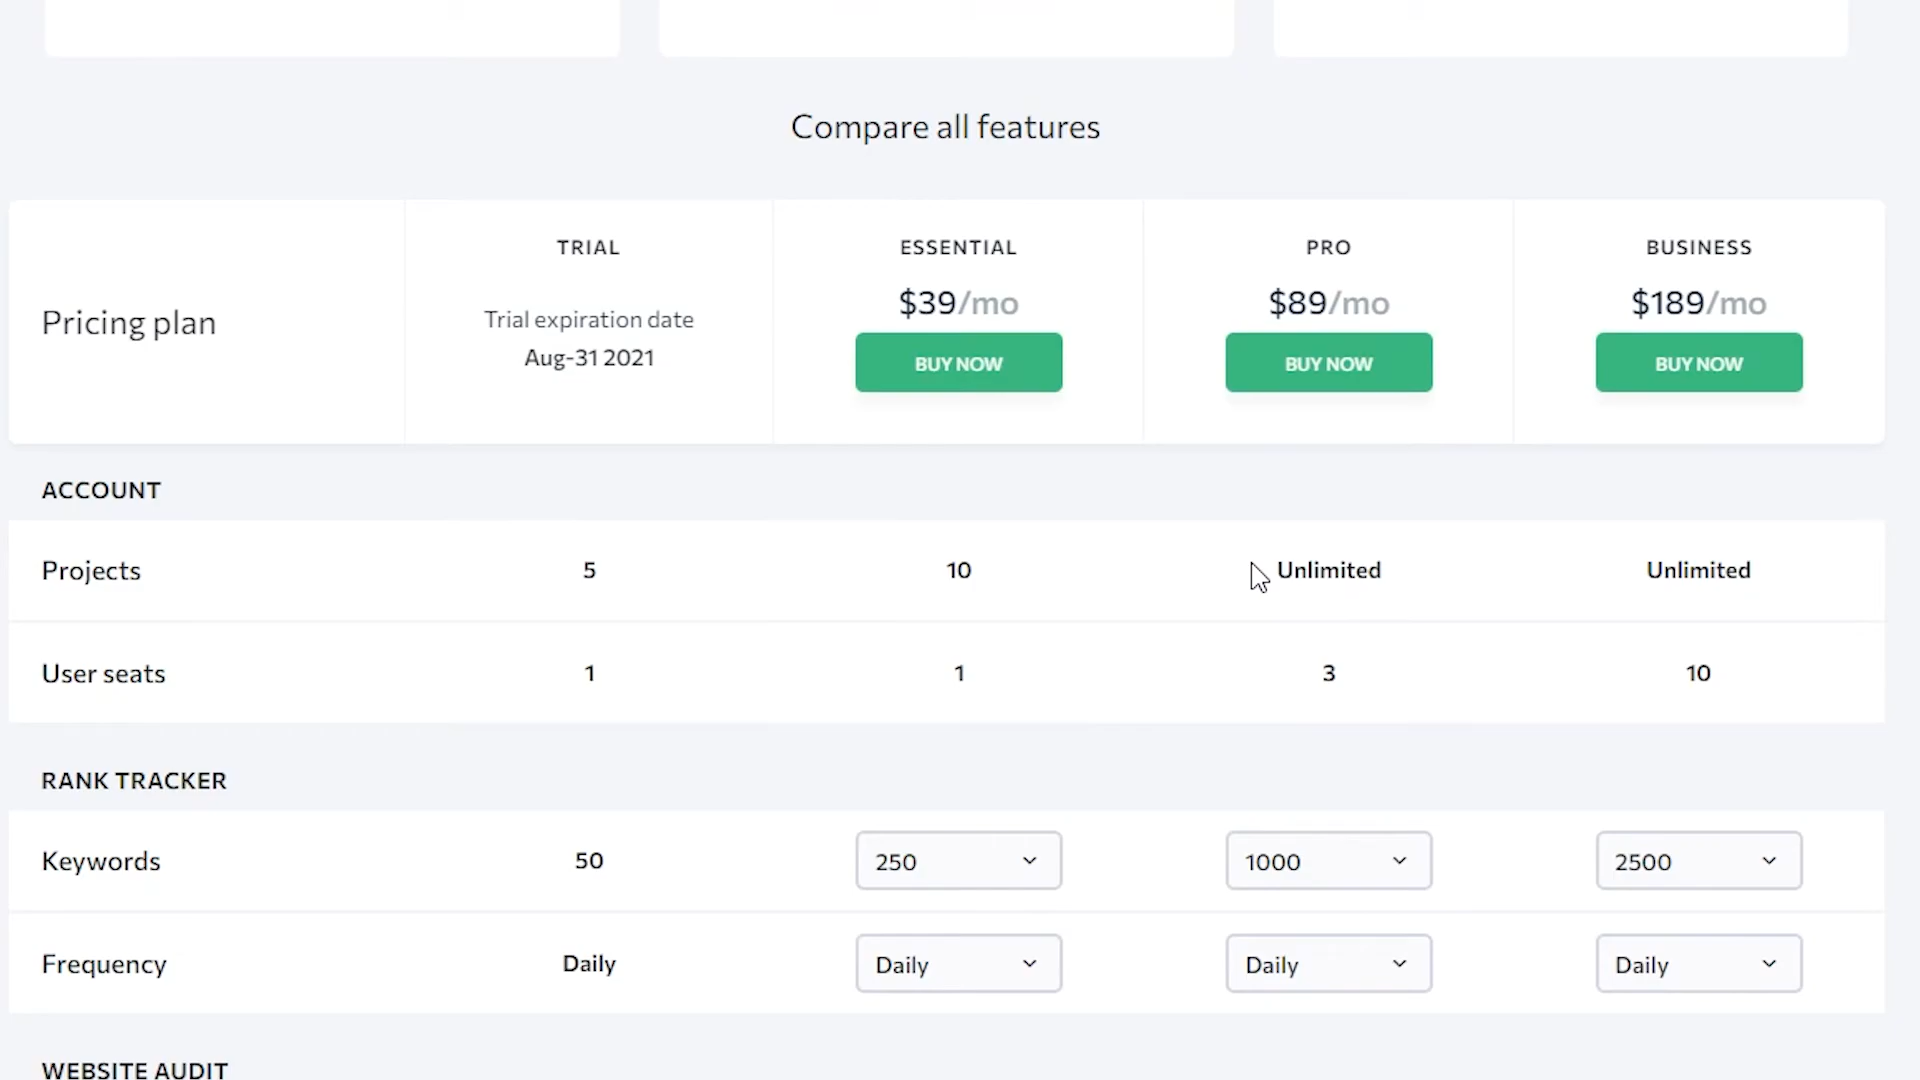 Compare all features
Pricing plan
TRIAL
Trial expiration date
Aug-31 2021
ESSENTIAL
$39/mo
BUY NOW
PRO
$89/mo
BUY NOW
BUSINESS
$189/mo
BUY NOW
ACCOUNT
Projects 5 10 Unlimited Unlimited
User seats 1 1 3 10
RANK TRACKER
Keywords 50 250 1000 2500
Frequency Daily Daily Daily Daily
WEBSITE AUDIT